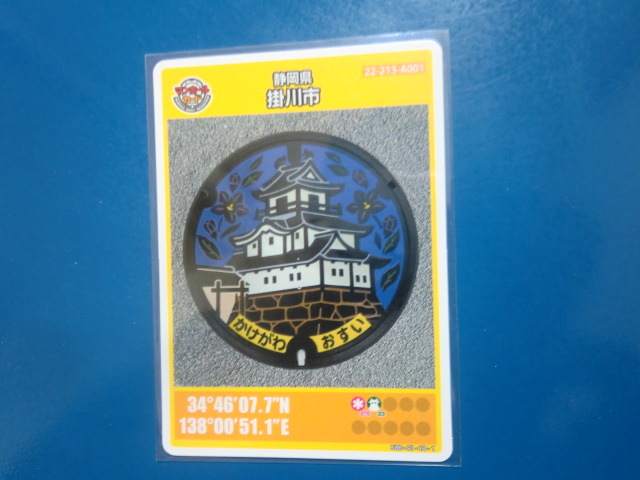 静岡県
22-213-A001
マンホール
カード
掛川市
かけがわ
おすい
34°46'07.7"N
138°00'51.1"E